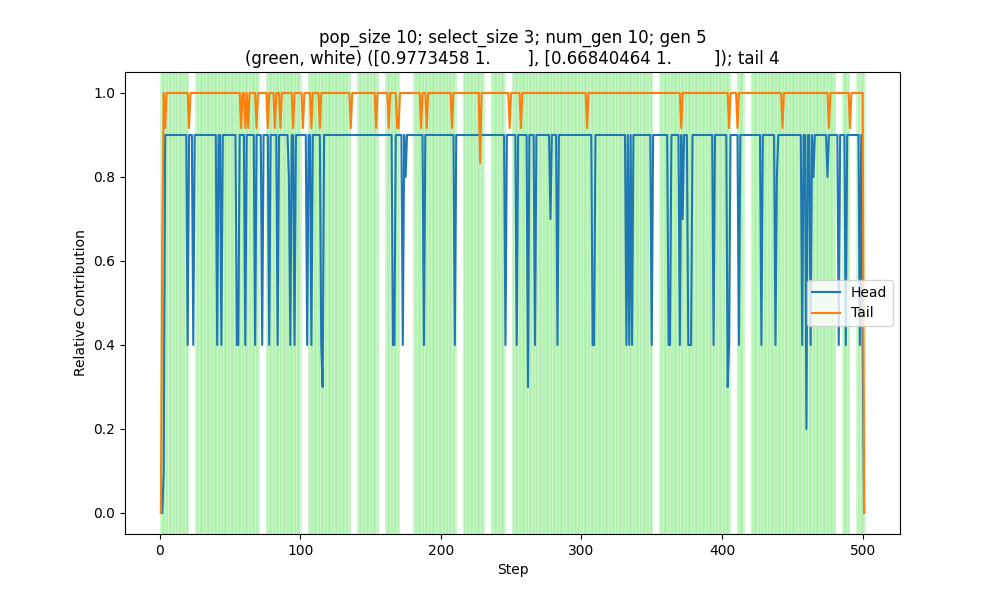 pop_size 10; select_size 3; num_gen 10; gen 5
(green, white) ([0.9773458 1.        ], [0.66840464 1.        ]); tail 4
1.0
0.8
0.6
0.4
0.2
0.0
Relative Contribution
Head
Tail
0
100
200
300
400
500
Step